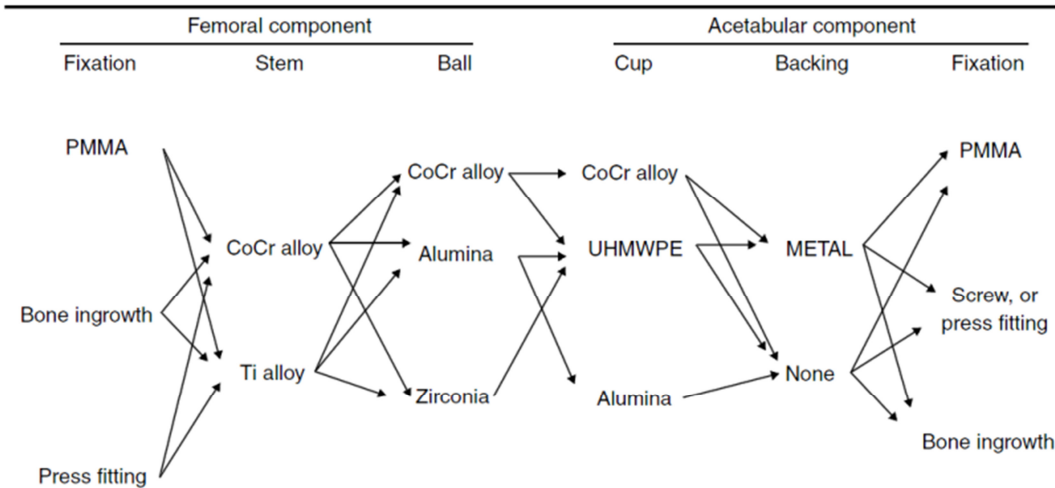 Femoral component
Acetabular component
Fixation
Stem
Ball
Cup
Backing
Fixation
PMMA
PMMA
CoCr alloy
CoCr alloy
CoCr alloy
Alumina
UHMWPE
METAL
Bone ingrowth
Screw, or
press fitting
Ti alloy
None
Zirconia
Alumina
Bone ingrowth
Press fitting